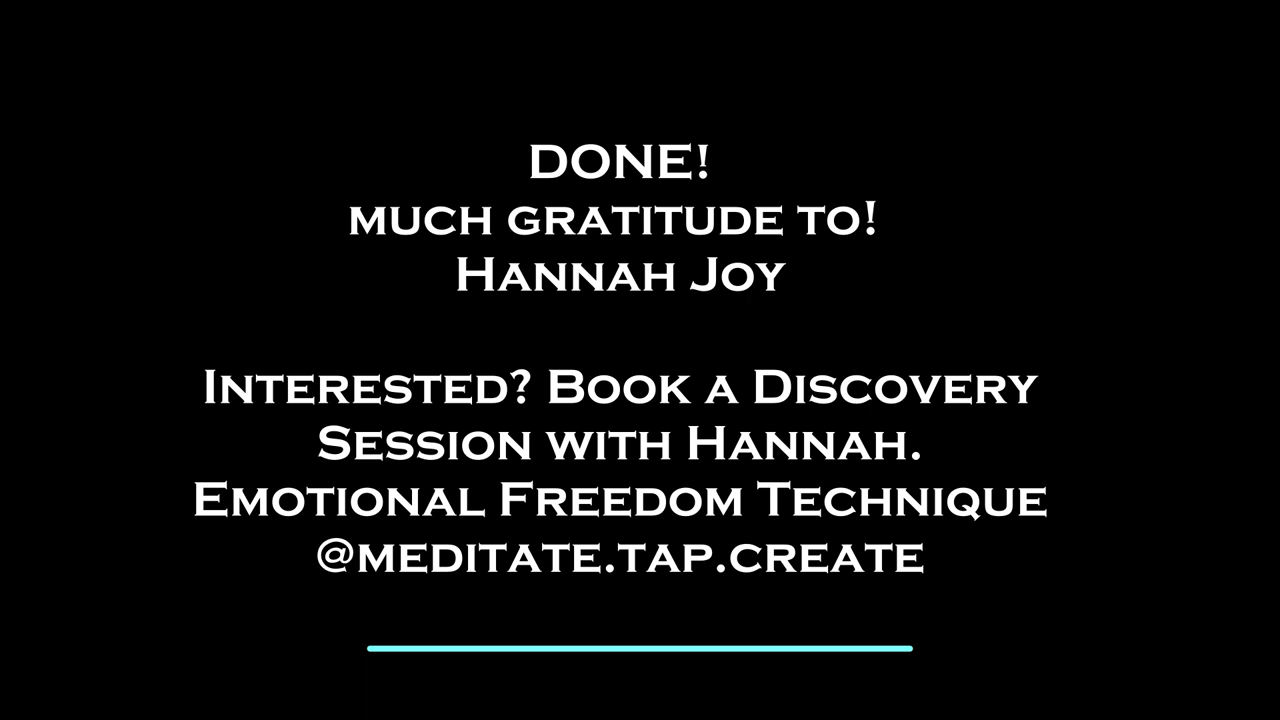 DONE!
MUCH GRATITUDE TO!
HANNAH JOY
INTERESTED? BOOK A DISCOVERY
SESSION WITH HANNAH.
EMOTIONAL FREEDOM TECHNIQUE
@MEDITATE.TAP.CREATE